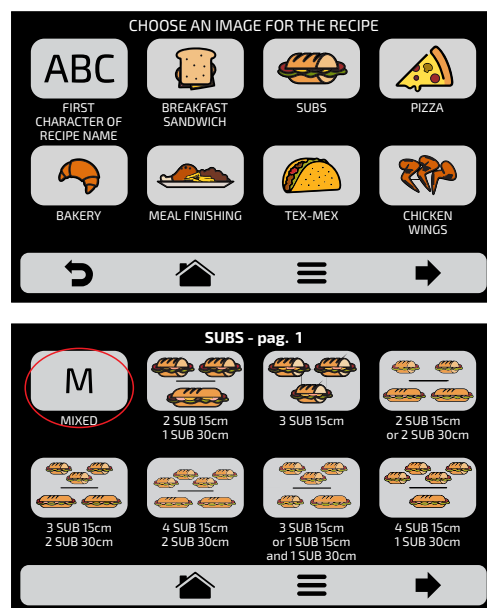 CHOOSE AN IMAGE FOR THE RECIPE
ABC
FIRST
CHARACTER OF
RECIPE NAME
BREAKFAST
SANDWICH
SUBS
PIZZA
BAKERY
MEAL FINISHING
TEX-MEX
CHICKEN
WINGS
SUBS - pag. 1
M
MIXED
2 SUB 15cm
1 SUB 30cm
3 SUB 15cm
2 SUB 15cm
or 2 SUB 30cm
3 SUB 15cm
2 SUB 30cm
4 SUB 15cm
2 SUB 30cm
3 SUB 15cm
or 1 SUB 15cm
and 1 SUB 30cm
4 SUB 15cm
1 SUB 30cm